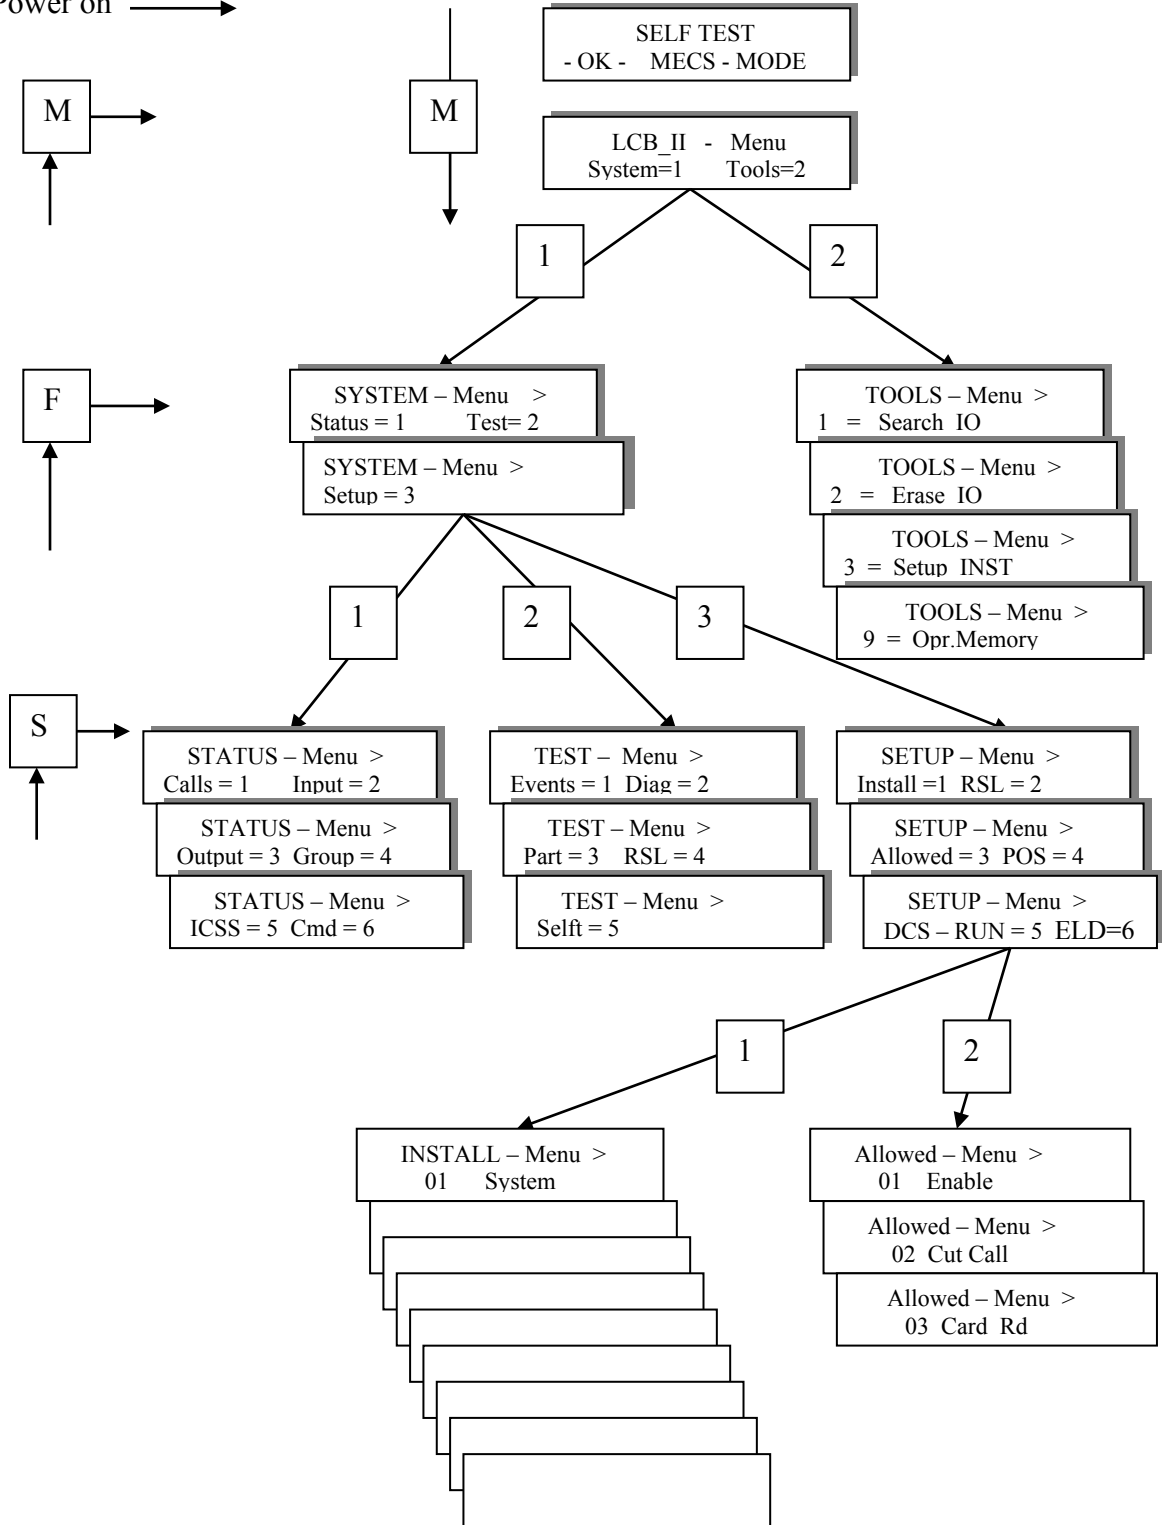 Power on
SELF TEST
- OK - MECS - MODE
M
M
LCB_II - Menu
System=1 Tools=2
1
2
F
SYSTEM – Menu >
Status = 1 Test= 2
SYSTEM – Menu >
Setup = 3
TOOLS – Menu >
1 = Search IO
TOOLS – Menu >
2 = Erase IO
TOOLS – Menu >
3 = Setup INST
TOOLS – Menu >
9 = Opr.Memory
1
2
3
S
STATUS – Menu >
Calls = 1 Input = 2
STATUS – Menu >
Output = 3 Group = 4
STATUS – Menu >
ICSS = 5 Cmd = 6
TEST – Menu >
Events = 1 Diag = 2
TEST – Menu >
Part = 3 RSL = 4
TEST – Menu >
Selft = 5
SETUP – Menu >
Install =1 RSL = 2
SETUP – Menu >
Allowed = 3 POS = 4
SETUP – Menu >
DCS – RUN = 5 ELD=6
1
2
INSTALL – Menu >
01 System
Allowed – Menu >
01 Enable
Allowed – Menu >
02 Cut Call
Allowed – Menu >
03 Card Rd